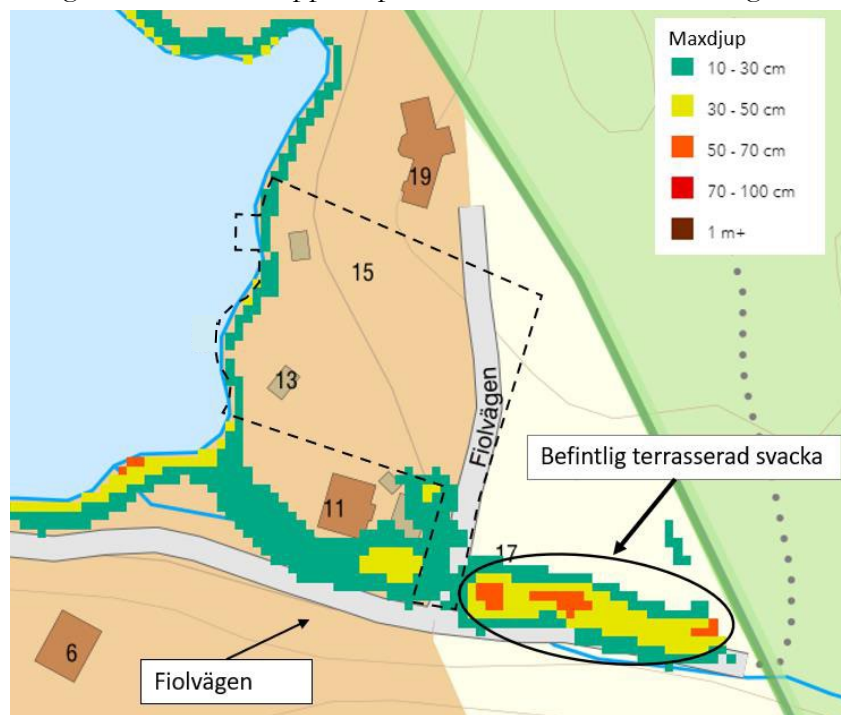 Maxdjup
10 - 30 cm
30 - 50 cm
50 - 70 cm
70 - 100 cm
1 m+
19
15
13
Fiolvägen
Befintlig terrasserad svacka
11
17
6
Fiolvägen